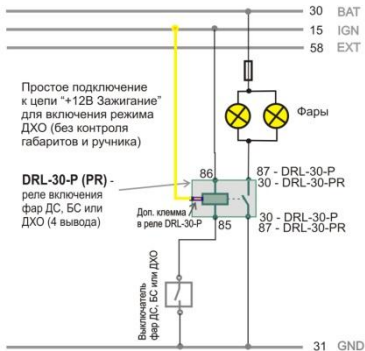 30 BAT
15 IGN
58 EXT
Простое подключение
к цепи “+12В Зажигание”
для включения режима
ДХО (без контроля
габаритов и ручника)
Фары
DRL-30-P (PR) -
реле включения
фар ДС, БС или
ДХО (4 вывода)
86
87 - DRL-30-P
30 - DRL-30-PR
Доп. клемма
в реле DRL-30-P
85
30 - DRL-30-P
87 - DRL-30-PR
Выключатель
фар ДС, БС или ДХО
31 GND